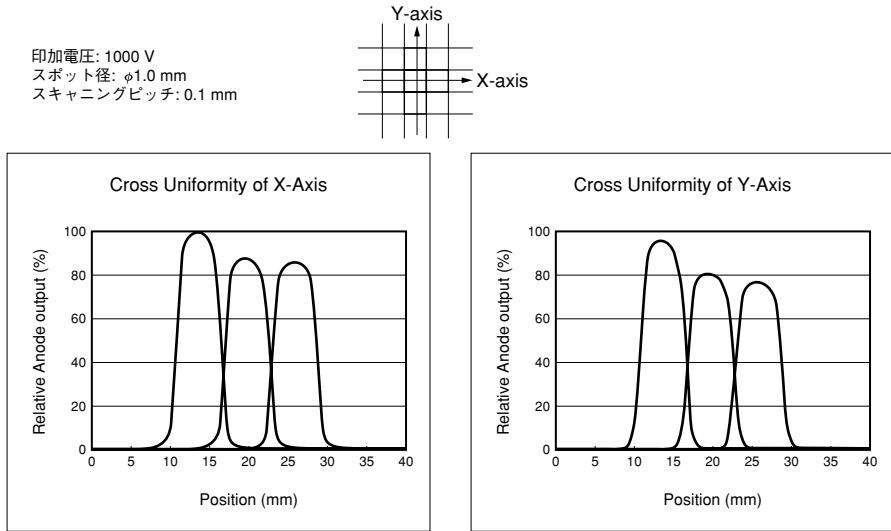 Y-axis
印加電圧: 1000 V
スポット径: φ1.0 mm
スキャニングピッチ: 0.1 mm
X-axis
Cross Uniformity of X-Axis
Relative Anode output (%)
100
80
60
40
20
0
0 5 10 15 20 25 30 35 40
Position (mm)
Cross Uniformity of Y-Axis
Relative Anode output (%)
100
80
60
40
20
0
0 5 10 15 20 25 30 35 40
Position (mm)